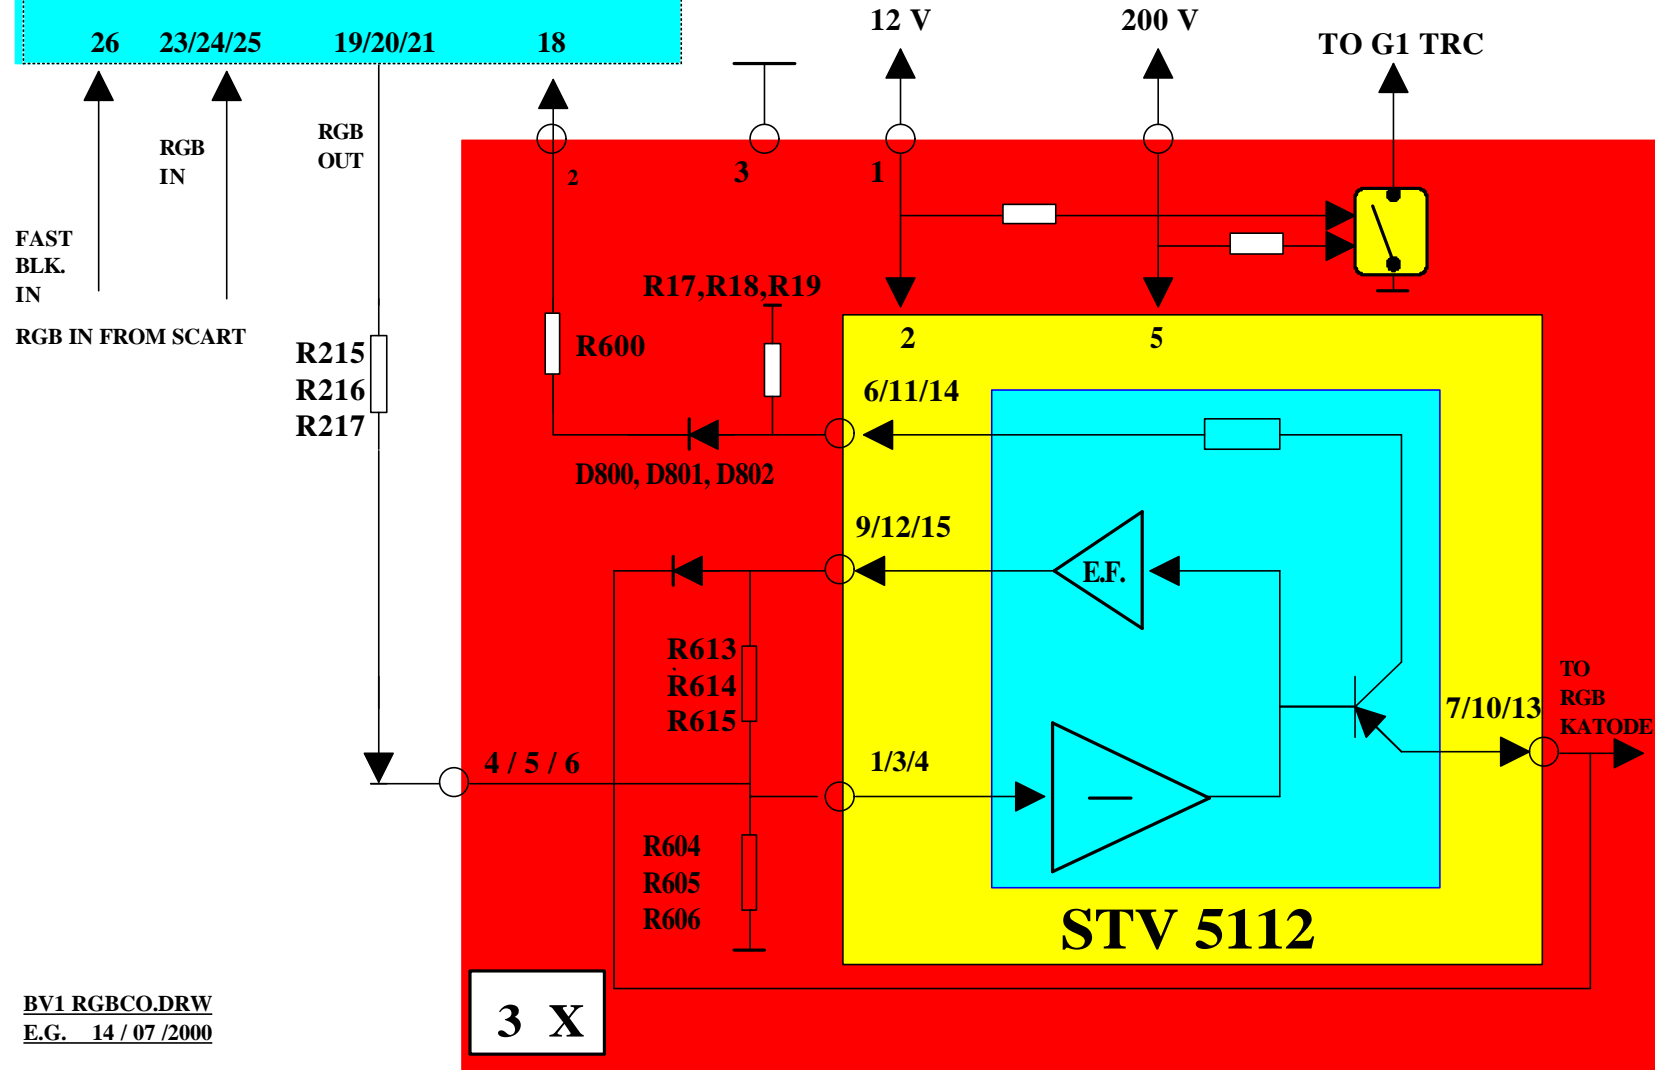 12 V
200 V
26 23/24/25 19/20/21 18
TO G1 TRC
RGB
OUT
RGB
IN
2
3
1
FAST
BLK.
IN
RGB IN FROM SCART
R17,R18,R19
R215
R216
R217
R600
2
5
6/11/14
D800, D801, D802
9/12/15
E.F.
R613
R614
R615
TO
RGB
KATODE
7/10/13
4 / 5 / 6
1/3/4
R604
R605
R606
STV 5112
3 X
BV1 RGBCO.DRW
E.G. 14 / 07 /2000